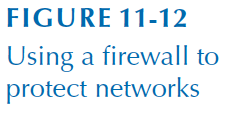 FIGURE 11-12
Using a firewall to
protect networks